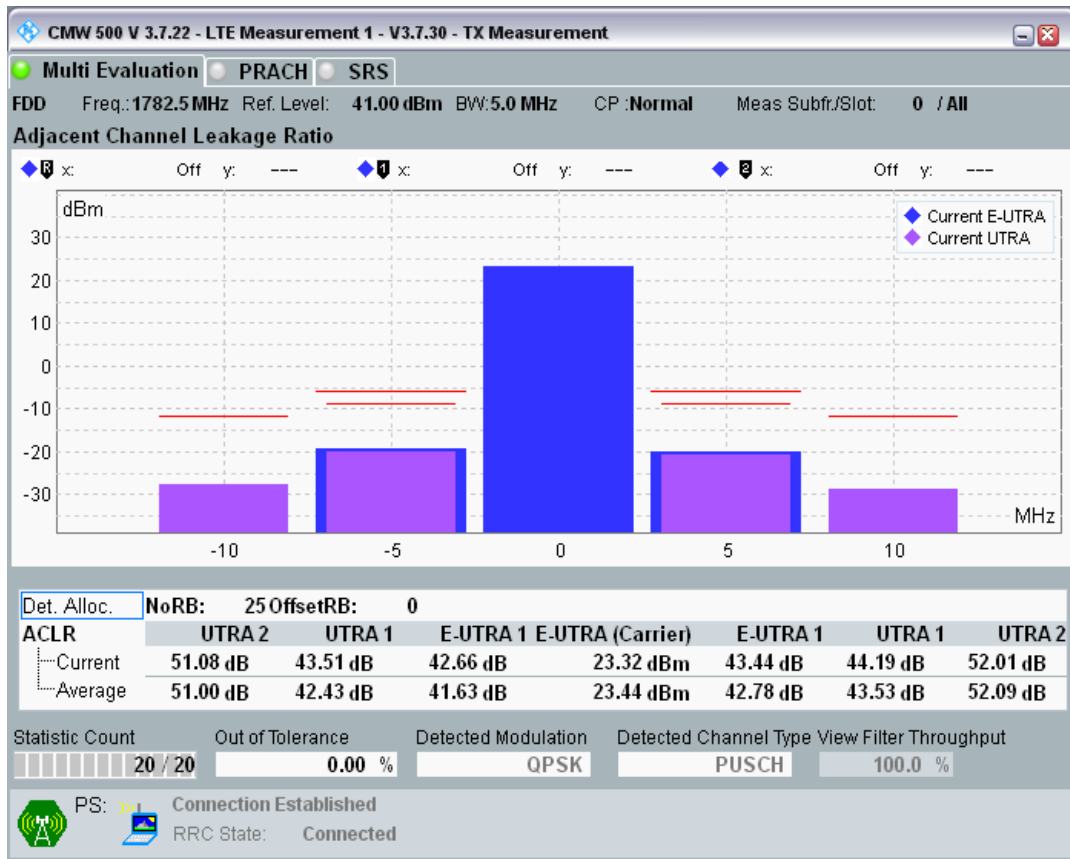 CMW 500 V 3.7.22 - LTE Measurement 1 - V3.7.30 - TX Measurement
Multi Evaluation PRACH SRS
FDD Freq.:1782.5 MHz Ref. Level: 41.00 dBm BW:5.0 MHz CP :Normal Meas Subfr./Slot: 0 / All
Adjacent Channel Leakage Ratio
R x: Off y: --- 1 x: Off y: --- 2 x: Off y: ---
dBm
Current E-UTRA
Current UTRA
30
20
10
0
-10
-20
-30
MHz
-10 -5 0 5 10
Det. Alloc. NoRB: 25 OffsetRB: 0
ACLR UTRA 2 UTRA 1 E-UTRA 1 E-UTRA (Carrier) E-UTRA 1 UTRA 1 UTRA 2
Current 51.08 dB 43.51 dB 42.66 dB 23.32 dBm 43.44 dB 44.19 dB 52.01 dB
Average 51.00 dB 42.43 dB 41.63 dB 23.44 dBm 42.78 dB 43.53 dB 52.09 dB
Statistic Count Out of Tolerance Detected Modulation Detected Channel Type View Filter Throughput
20 / 20 0.00 % QPSK PUSCH 100.0 %
PS: Connection Established
RRC State: Connected